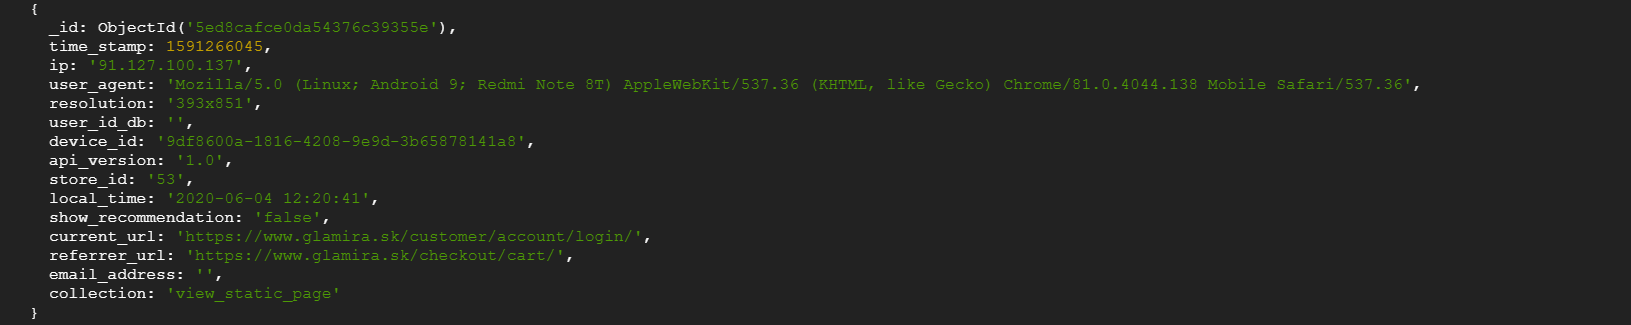 {
_id: ObjectId('5ed8cafce0da54376c39355e'),
time_stamp: 1591266045,
ip: '91.127.100.137',
user_agent: 'Mozilla/5.0 (Linux; Android 9; Redmi Note 8T) AppleWebKit/537.36 (KHTML, like Gecko) Chrome/81.0.4044.138 Mobile Safari/537.36',
resolution: '393x851',
user_id_db: '',
device_id: '9df8600a-1816-4208-9e9d-3b65878141a8',
api_version: '1.0',
store_id: '53',
local_time: '2020-06-04 12:20:41',
show_recommendation: 'false',
current_url: 'https://www.glamira.sk/customer/account/login/',
referrer_url: 'https://www.glamira.sk/checkout/cart/',
email_address: '',
collection: 'view_static_page'
}